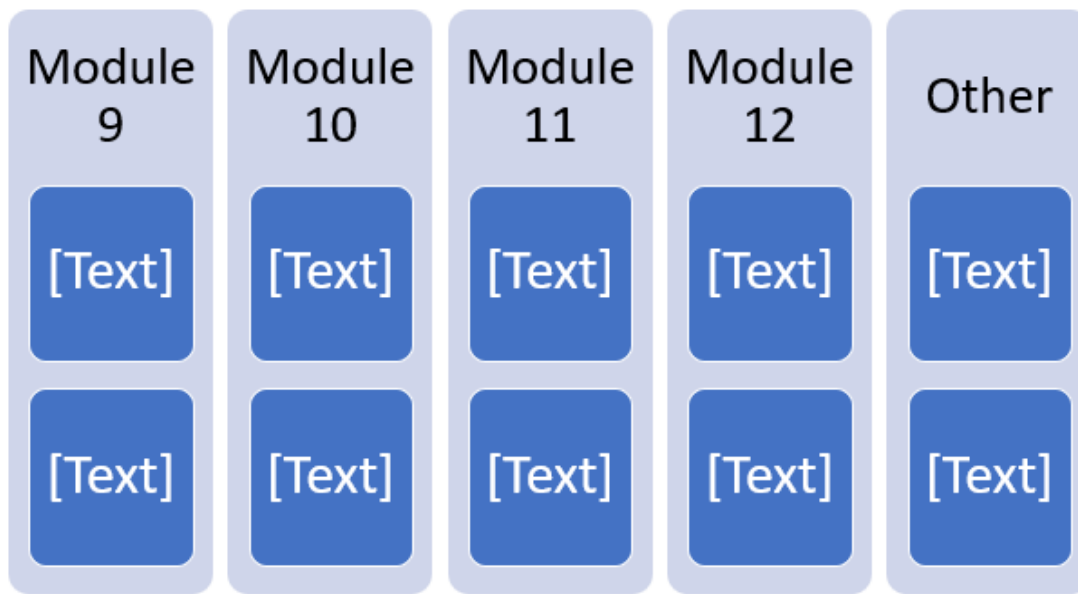 Module
9
[Text]
[Text]
Module
10
[Text]
[Text]
Module
11
[Text]
[Text]
Module
12
[Text]
[Text]
Other
[Text]
[Text]